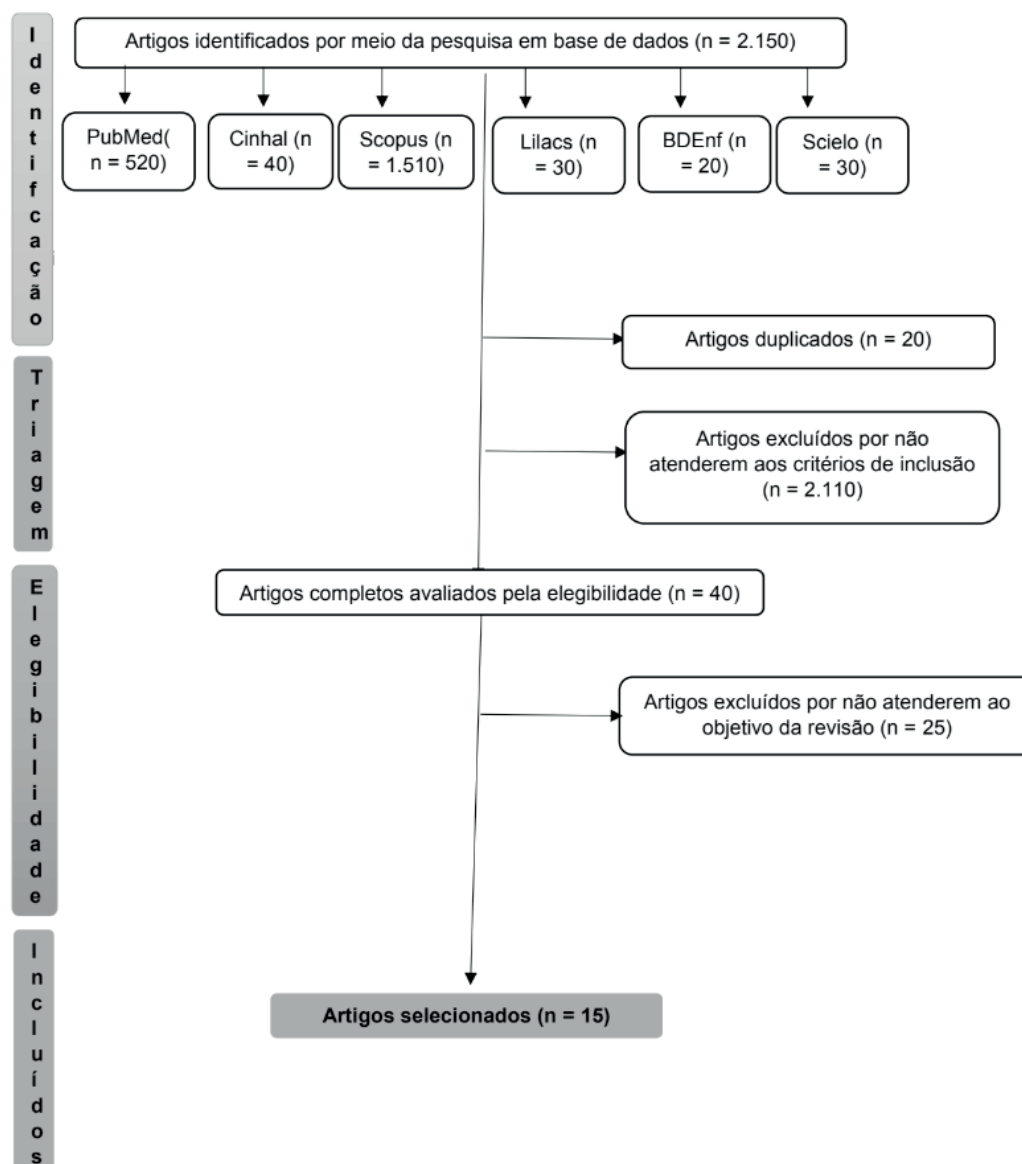 Identifcação
Artigos identificados por meio da pesquisa em base de dados (n = 2.150)
PubMed(
n = 520)
Cinhal (n
= 40)
Scopus (n
= 1.510)
Lilacs (n
= 30)
BDEnf (n
= 20)
Scielo (n
= 30)
Artigos duplicados (n = 20)
Triagem
Artigos excluídos por não
atenderem aos critérios de inclusão
(n = 2.110)
Elegibilidade
Artigos completos avaliados pela elegibilidade (n = 40)
Artigos excluídos por não atenderem ao
objetivo da revisão (n = 25)
Incluídos
Artigos selecionados (n = 15)